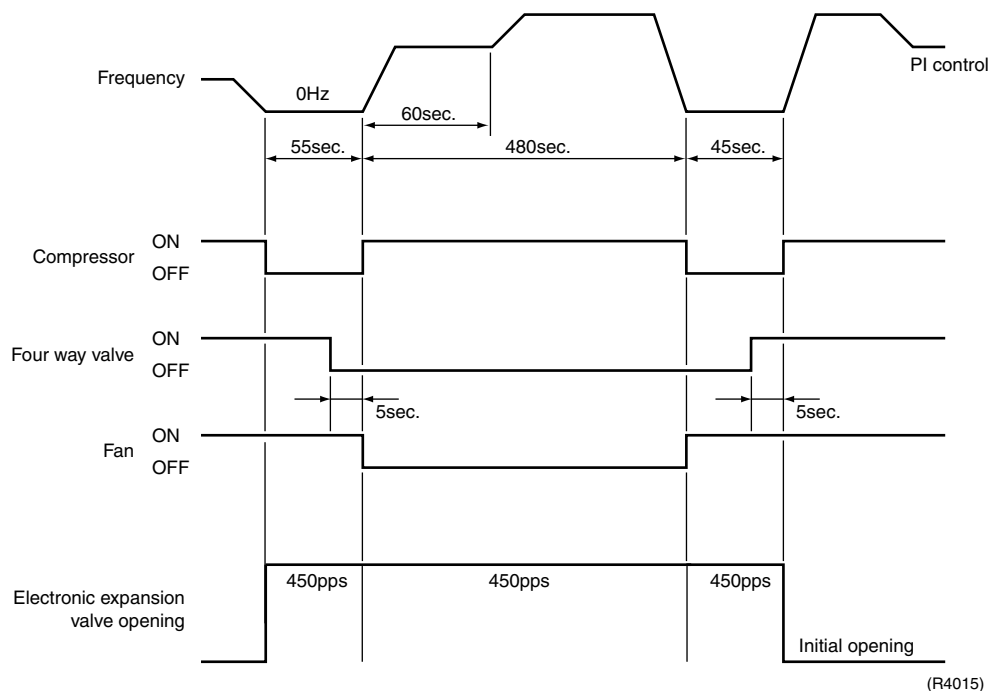 PI control
Frequency
0Hz
60sec.
55sec.
480sec.
45sec.
Compressor
ON
OFF
Four way valve
ON
OFF
5sec.
5sec.
Fan
ON
OFF
450pps
450pps
450pps
Electronic expansion
valve opening
Initial opening
(R4015)